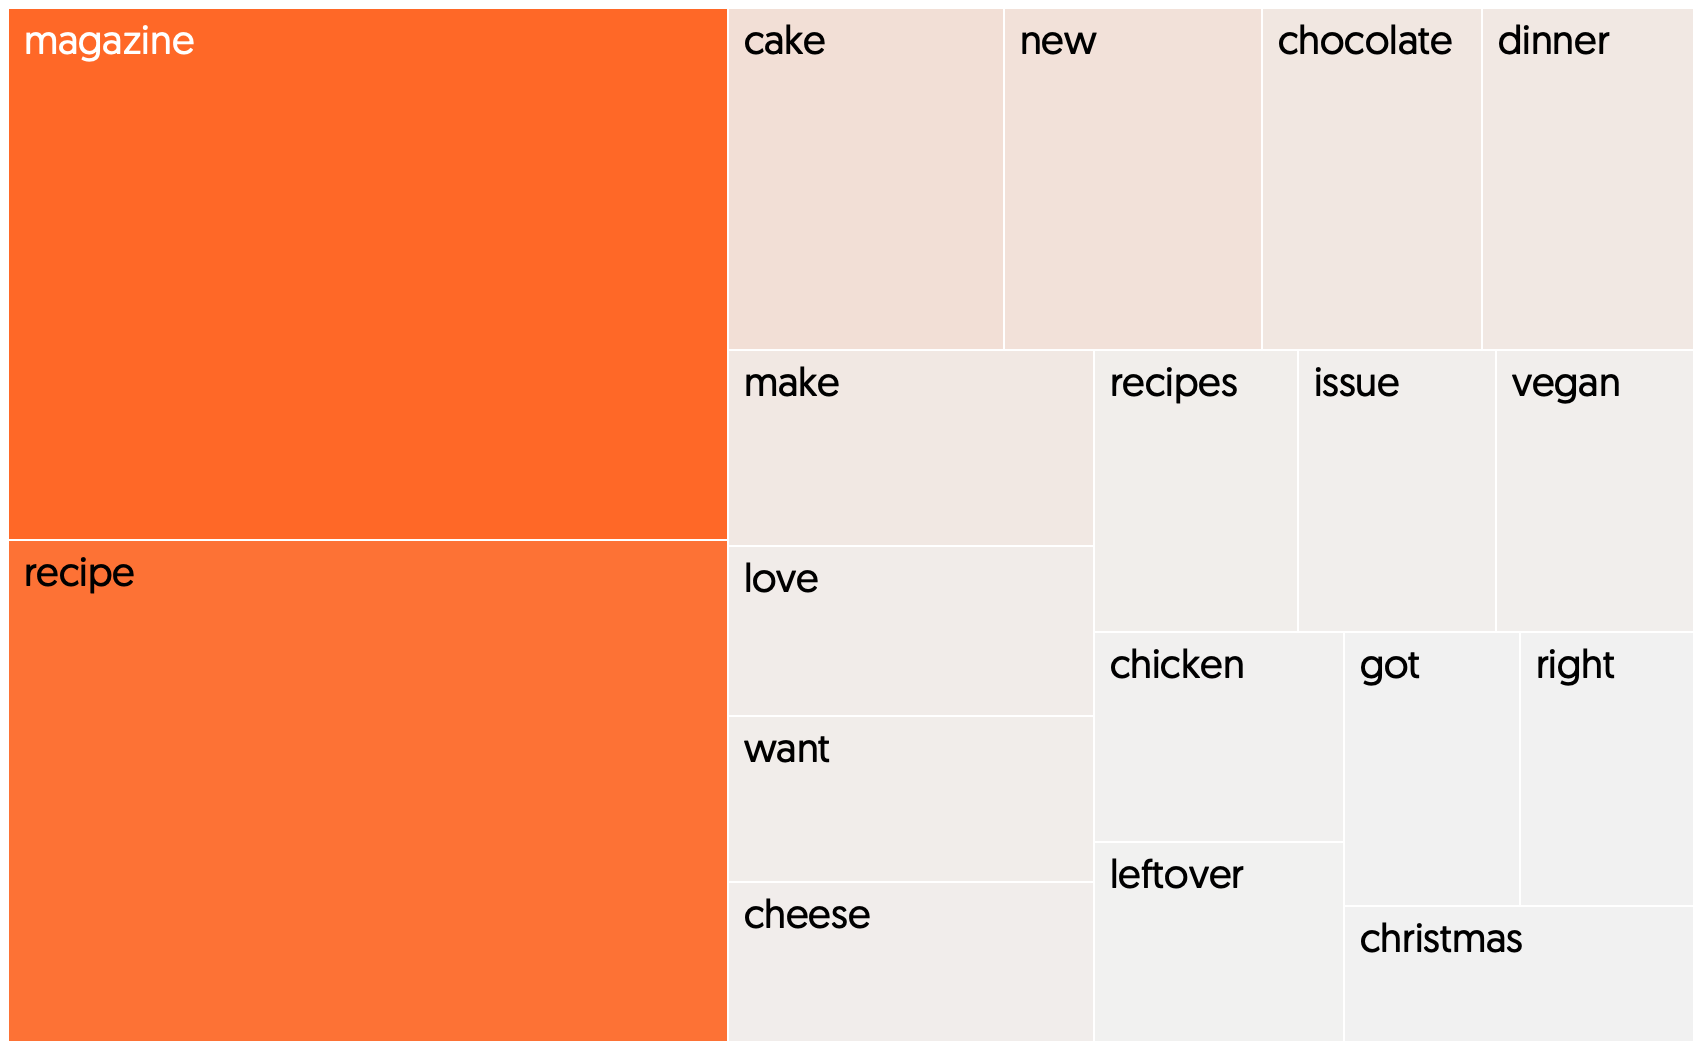 magazine
cake
new
chocolate
dinner
make
recipes
issue
vegan
recipe
love
chicken
got
right
want
leftover
cheese
christmas